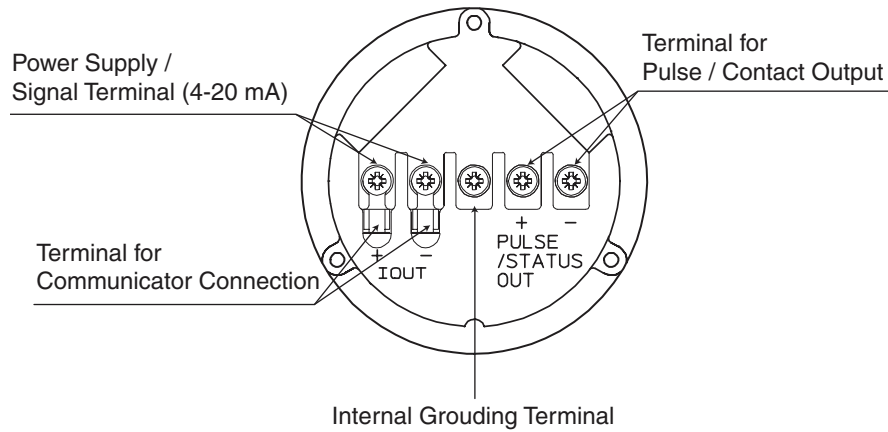 Power Supply /
Signal Terminal (4-20 mA)
Terminal for
Pulse / Contact Output
Terminal for
Communicator Connection
+ -
IOUT
+ -
PULSE
/STATUS
OUT
Internal Grouding Terminal